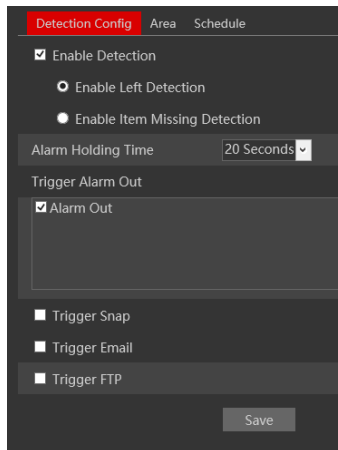 Detection Config Area Schedule
Enable Detection
Enable Left Detection
Enable Item Missing Detection
Alarm Holding Time 20 Seconds
Trigger Alarm Out
Alarm Out
Trigger Snap
Trigger Email
Trigger FTP
Save